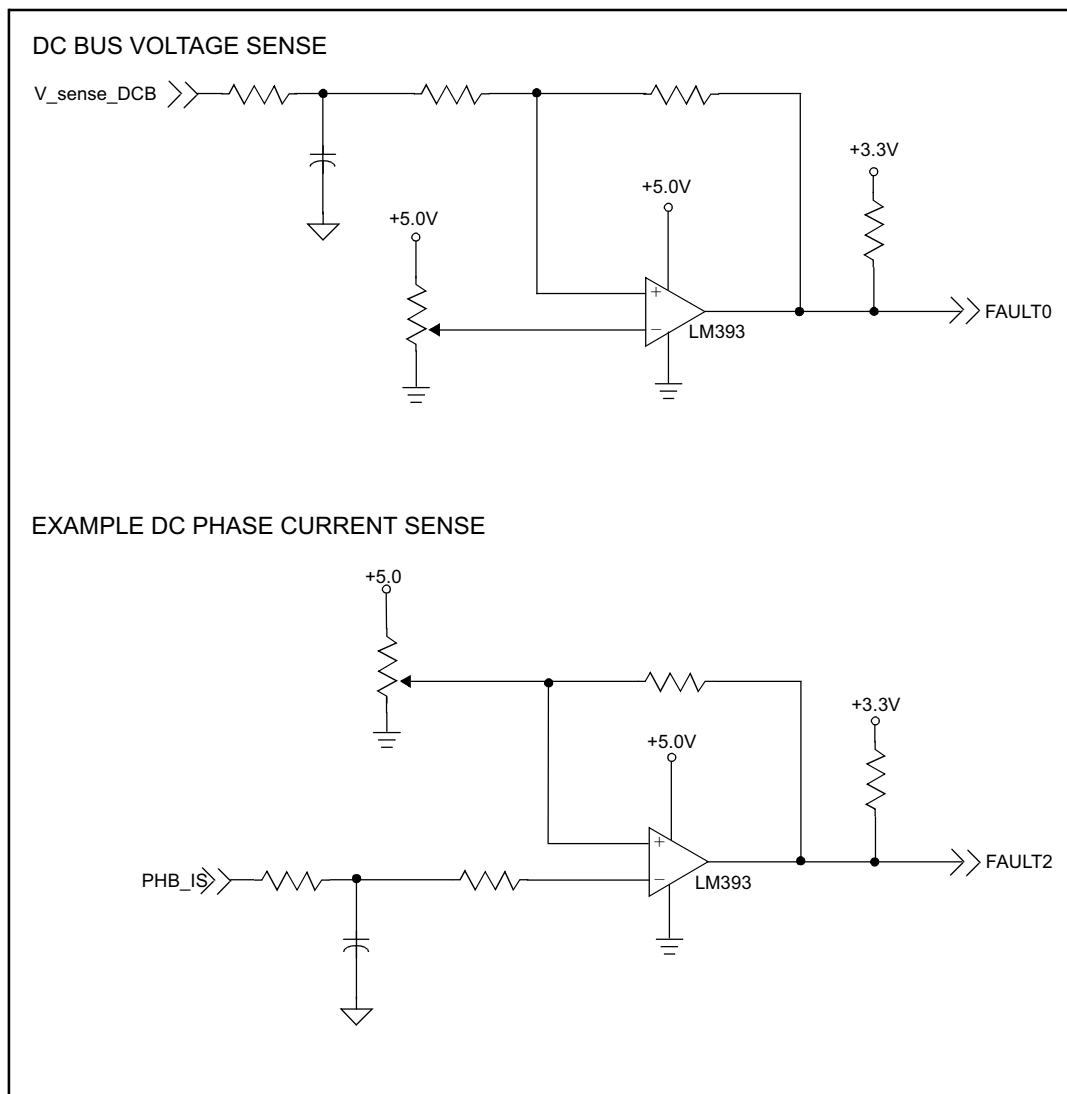 DC BUS VOLTAGE SENSE
V_sense_DCB
+3.3V
+5.0V
+5.0V
+
−
LM393
FAULT0
EXAMPLE DC PHASE CURRENT SENSE
+5.0
+3.3V
+5.0V
+
−
LM393
FAULT2
PHB_IS